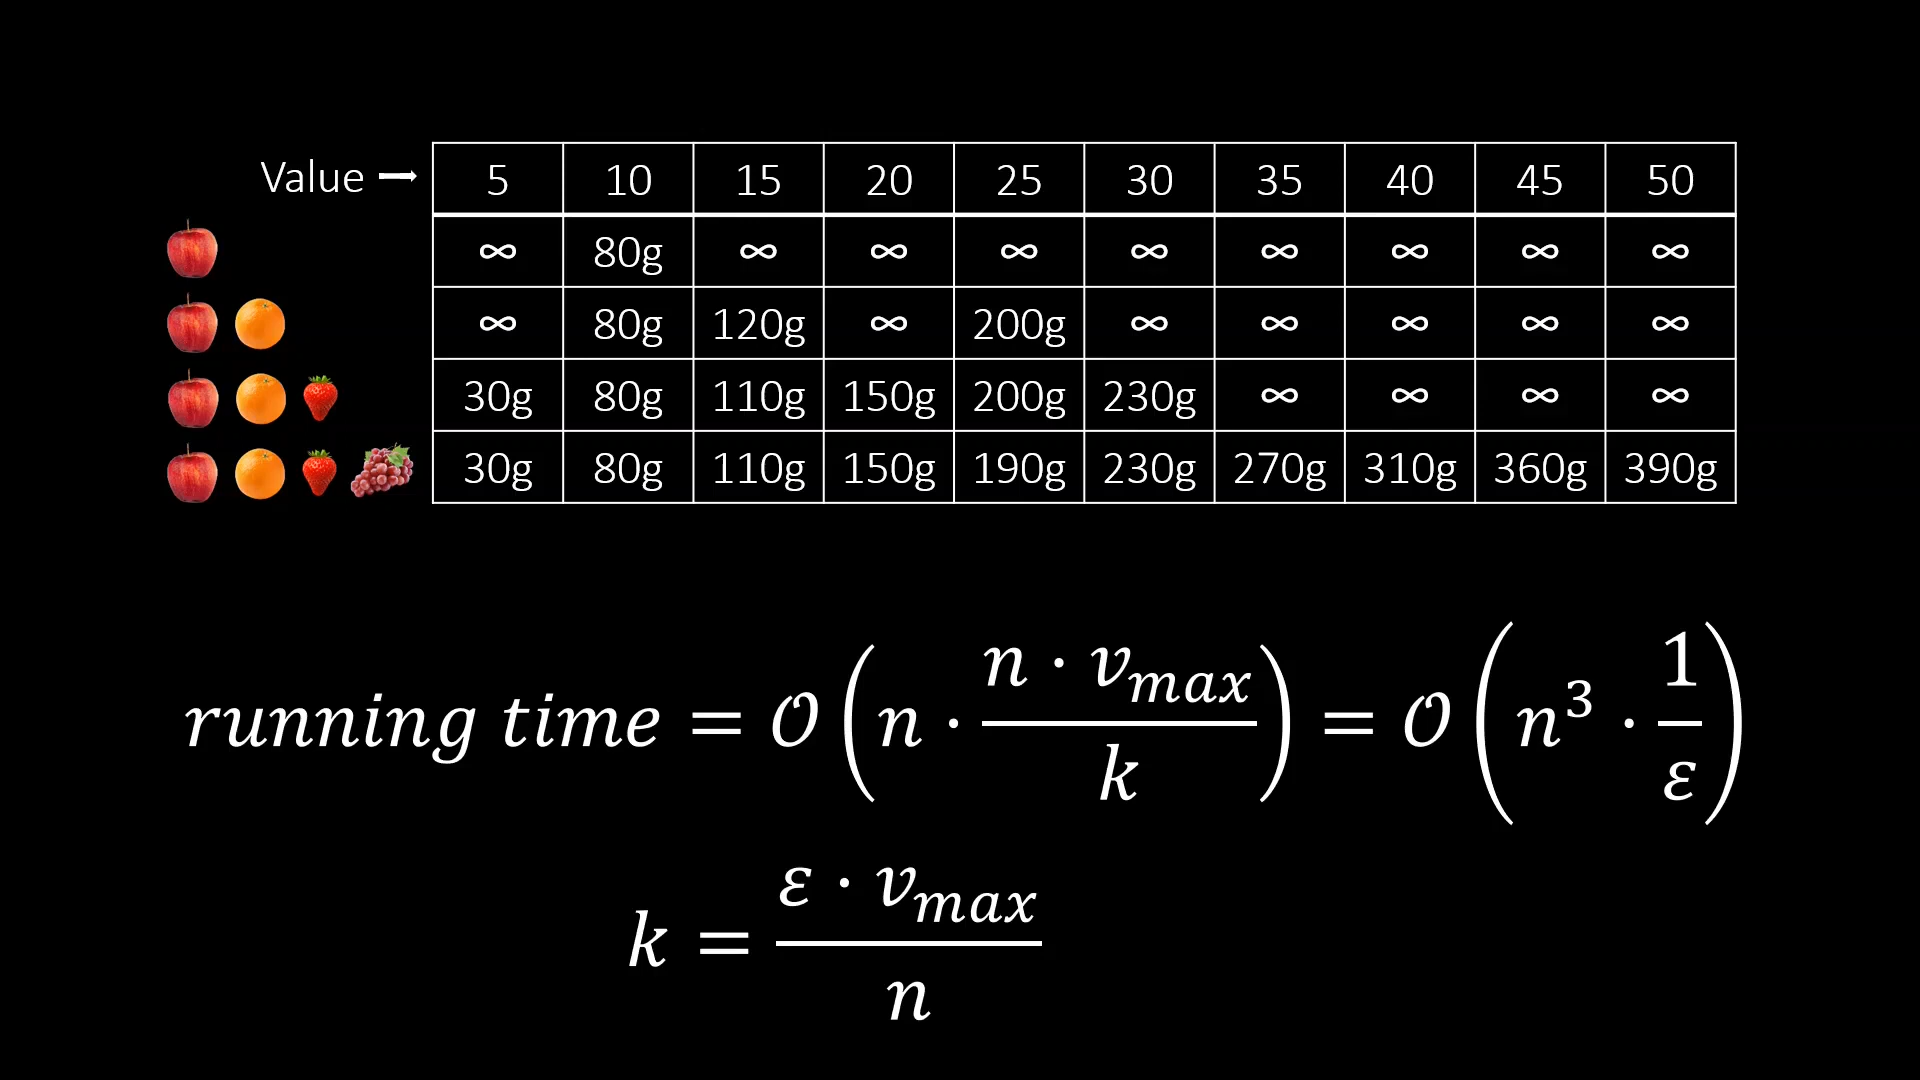 Value → 5 10 15 20 25 30 35 40 45 50
∞ 80g ∞ ∞ ∞ ∞ ∞ ∞ ∞ ∞
∞ 80g 120g ∞ 200g ∞ ∞ ∞ ∞ ∞
30g 80g 110g 150g 200g 230g ∞ ∞ ∞ ∞
30g 80g 110g 150g 190g 230g 270g 310g 360g 390g
running time = O(n · (n · v_max)/k) = O(n³ · 1/ε)
k = (ε · v_max)/n